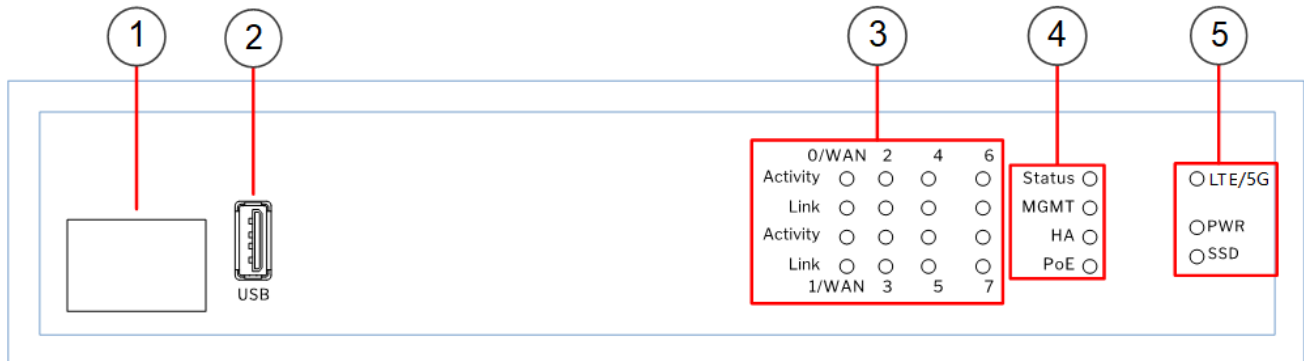 1 2 3 4 5
0/WAN 2 4 6
Activity
Link
Activity
Link
1/WAN 3 5 7
Status
MGMT
HA
PoE
LTE/5G
PWR
SSD
USB